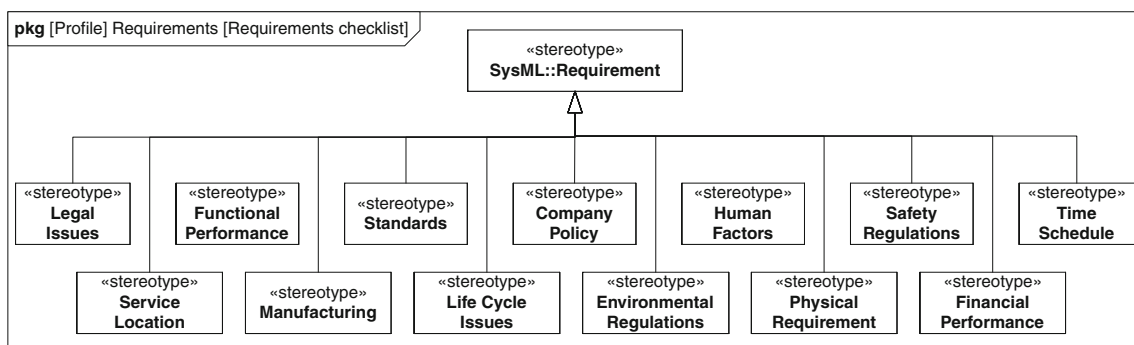 pkg [Profile] Requirements [Requirements checklist]
«stereotype»
SysML::Requirement
«stereotype»
Legal
Issues
«stereotype»
Functional
Performance
«stereotype»
Standards
«stereotype»
Company
Policy
«stereotype»
Human
Factors
«stereotype»
Safety
Regulations
«stereotype»
Time
Schedule
«stereotype»
Service
Location
«stereotype»
Manufacturing
«stereotype»
Life Cycle
Issues
«stereotype»
Environmental
Regulations
«stereotype»
Physical
Requirement
«stereotype»
Financial
Performance